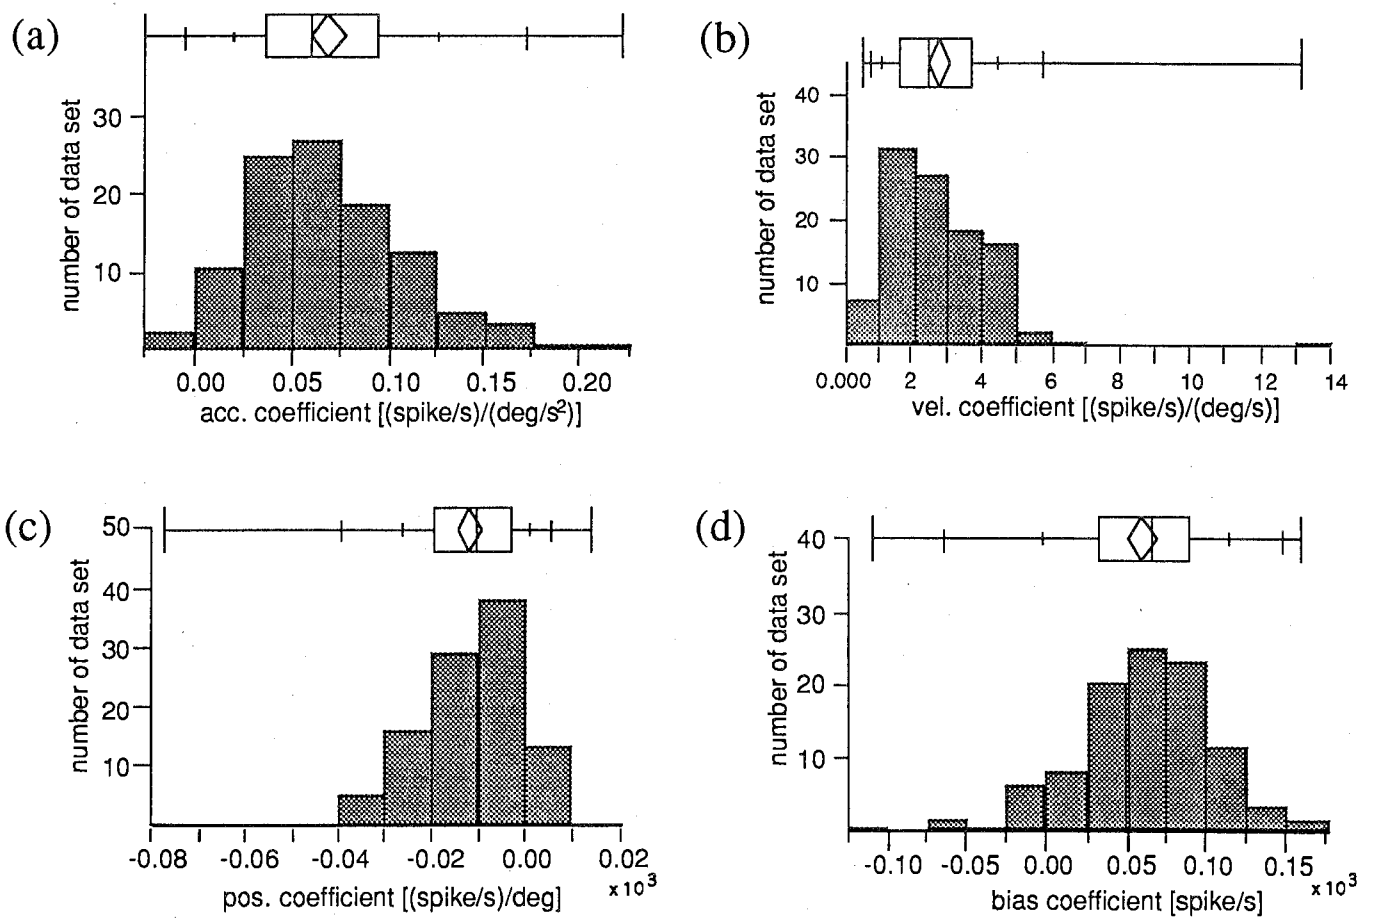 (a)
number of data set
30
20
10
0.00 0.05 0.10 0.15 0.20
acc. coefficient [(spike/s)/(deg/s²)]
(b)
number of data set
40
30
20
10
0.000 2 4 6 8 10 12 14
vel. coefficient [(spike/s)/(deg/s)]
(c)
number of data set
50
40
30
20
10
-0.08 -0.06 -0.04 -0.02 0.00 0.02
x10³
pos. coefficient [(spike/s)/deg]
(d)
number of data set
40
30
20
10
-0.10 -0.05 0.00 0.05 0.10 0.15
x10³
bias coefficient [spike/s]